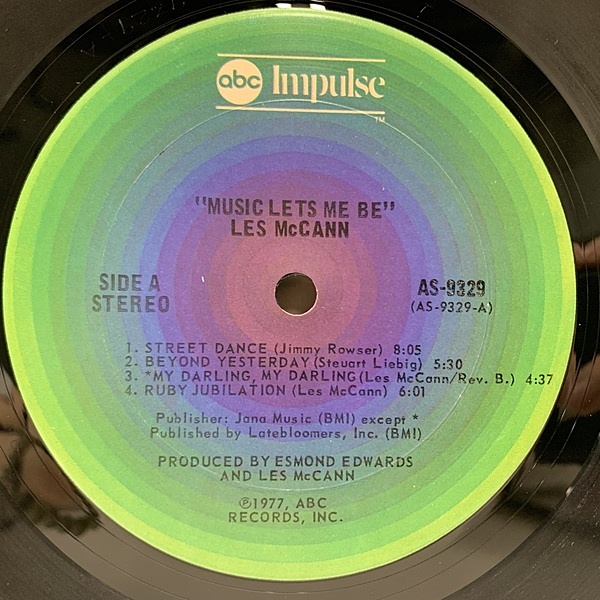 abc Impulse
TM
"MUSIC LETS ME BE"
LES McCANN
SIDE A
STEREO
AS-9329
(AS-9329-A)
1. STREET DANCE (Jimmy Rowser) 8:05
2. BEYOND YESTERDAY (Steuart Liebig) 5:30
3. *MY DARLING, MY DARLING (Les McCann/Rev. B.) 4:37
4. RUBY JUBILATION (Les McCann) 6:01
Publisher: Jana Music (BMI) except *
Published by Latebloomers, Inc. (BMI)
PRODUCED BY ESMOND EDWARDS
AND LES McCANN
℗1977, ABC
RECORDS, INC.